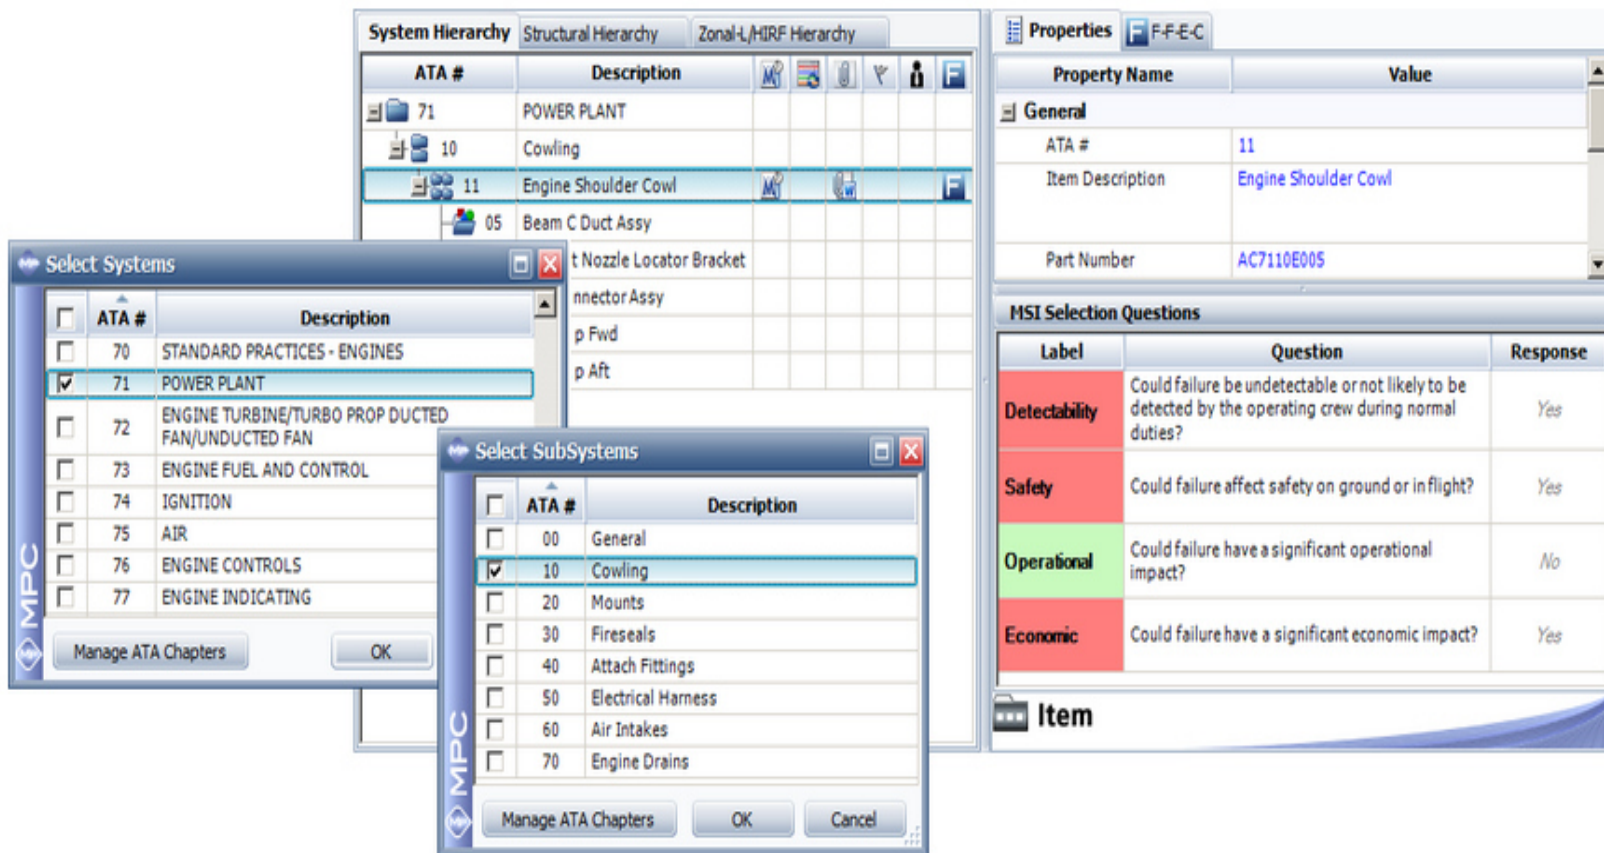 System Hierarchy Structural Hierarchy Zonal-L/HIRF Hierarchy
ATA # Description
71 POWER PLANT
10 Cowling
11 Engine Shoulder Cowl
05 Beam C Duct Assy
t Nozzle Locator Bracket
nnector Assy
p Fwd
p Aft
Properties F F-F-E-C
Property Name Value
General
ATA # 11
Item Description Engine Shoulder Cowl
Part Number AC7110E005
MSI Selection Questions
Label Question Response
Detectability
Could failure be undetectable or not likely to be
detected by the operating crew during normal
duties?
Yes
Safety Could failure affect safety on ground or in flight? Yes
Operational
Could failure have a significant operational
impact?
No
Economic Could failure have a significant economic impact? Yes
Item
Select Systems
ATA # Description
70 STANDARD PRACTICES - ENGINES
71 POWER PLANT
72
ENGINE TURBINE/TURBO PROP DUCTED
FAN/UNDUCTED FAN
73 ENGINE FUEL AND CONTROL
74 IGNITION
75 AIR
76 ENGINE CONTROLS
77 ENGINE INDICATING
Manage ATA Chapters OK
MPC
Select SubSystems
ATA # Description
00 General
10 Cowling
20 Mounts
30 Fireseals
40 Attach Fittings
50 Electrical Harness
60 Air Intakes
70 Engine Drains
Manage ATA Chapters OK Cancel
MPC